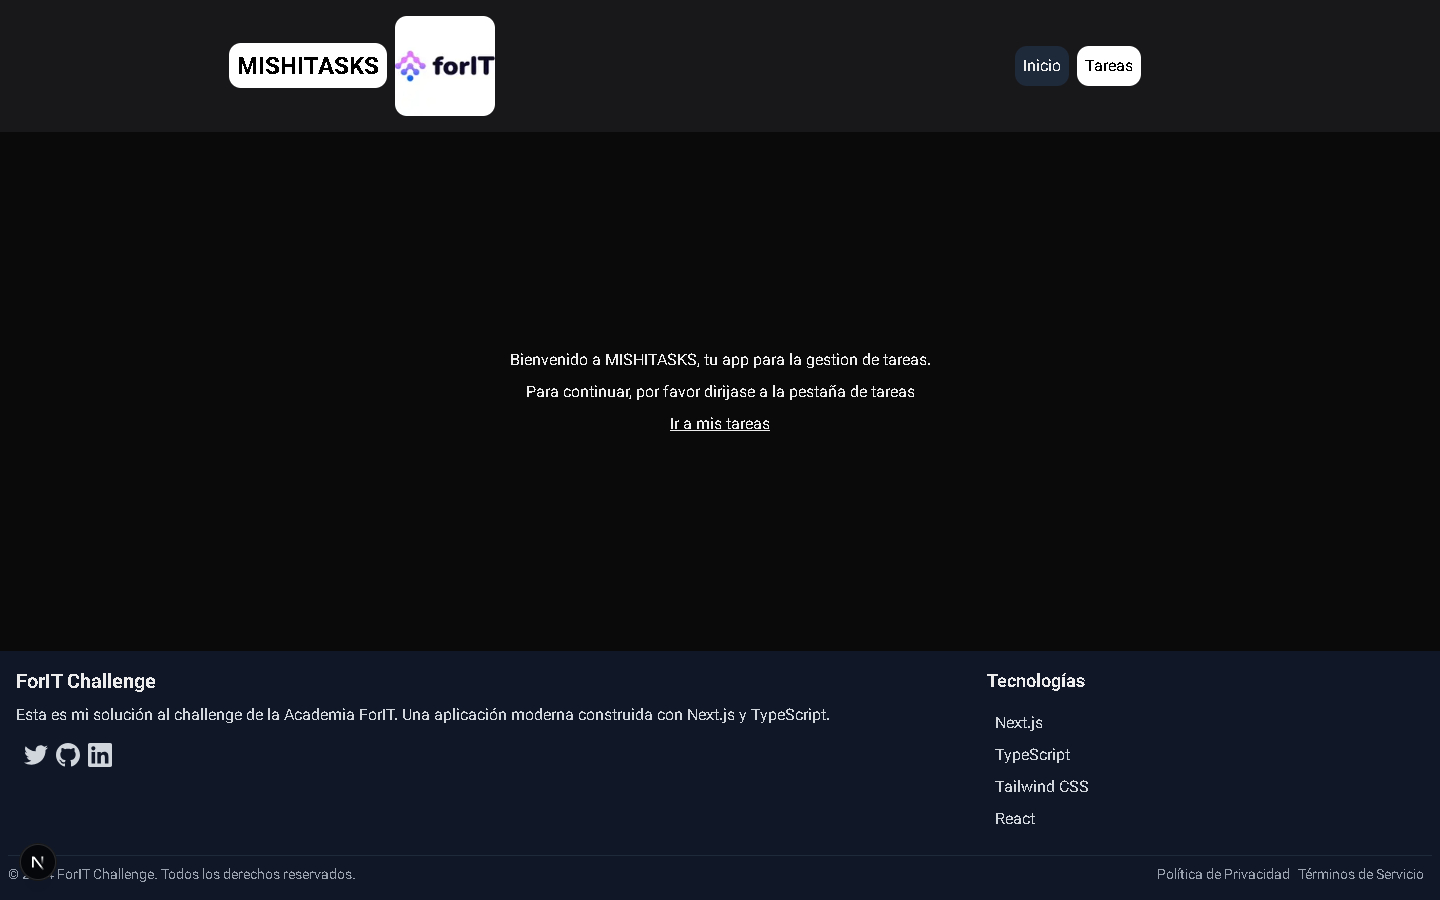 MISHITASKS
forIT
Inicio
Tareas
Bienvenido a MISHITASKS, tu app para la gestion de tareas.
Para continuar, por favor dirijase a la pestaña de tareas
Ir a mis tareas
ForIT Challenge
Esta es mi solución al challenge de la Academia ForIT. Una aplicación moderna construida con Next.js y TypeScript.
in
Tecnologías
Next.js
TypeScript
Tailwind CSS
React
N
© ForIT Challenge. Todos los derechos reservados.
Política de Privacidad
Términos de Servicio